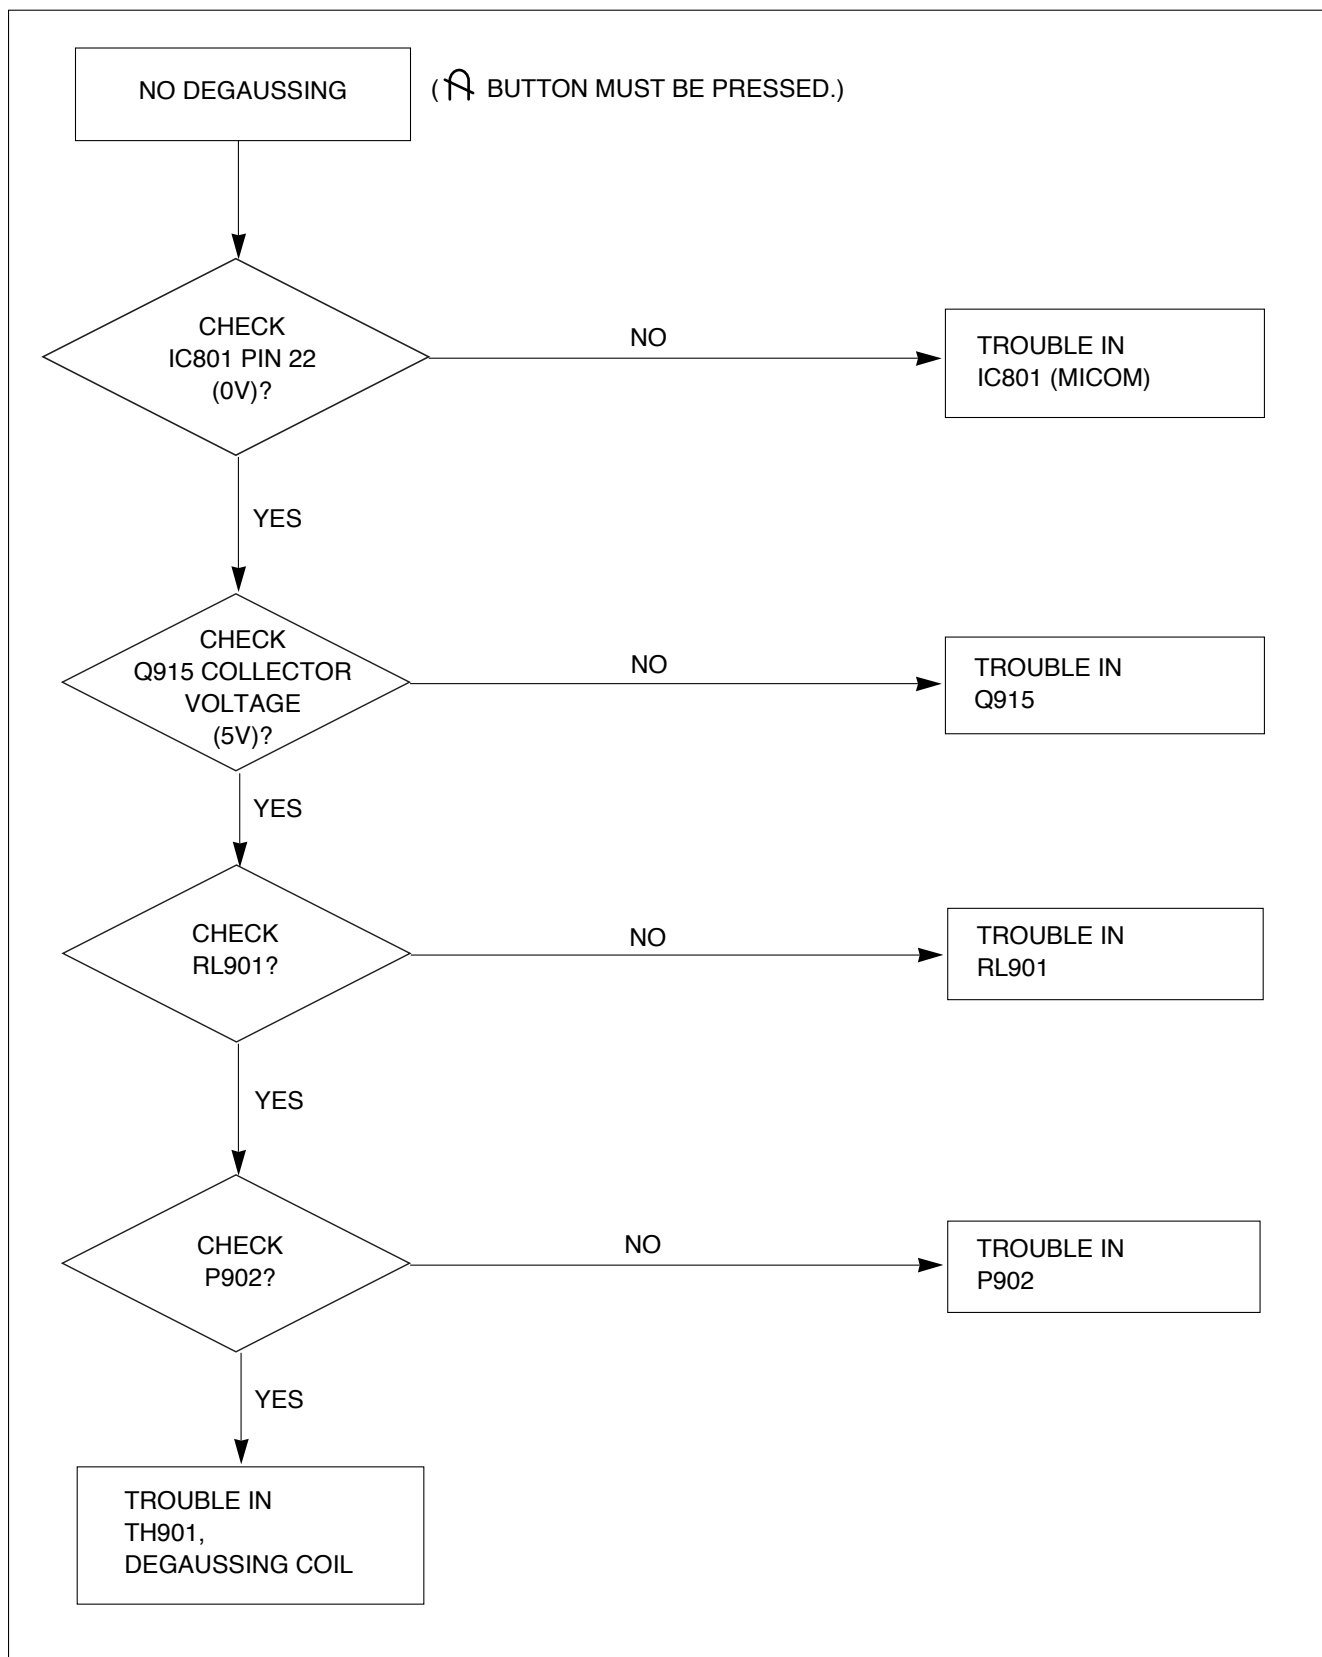 NO DEGAUSSING
( BUTTON MUST BE PRESSED.)
CHECK
IC801 PIN 22
(0V)?
NO
TROUBLE IN
IC801 (MICOM)
YES
CHECK
Q915 COLLECTOR
VOLTAGE
(5V)?
NO
TROUBLE IN
Q915
YES
CHECK
RL901?
NO
TROUBLE IN
RL901
YES
CHECK
P902?
NO
TROUBLE IN
P902
YES
TROUBLE IN
TH901,
DEGAUSSING COIL